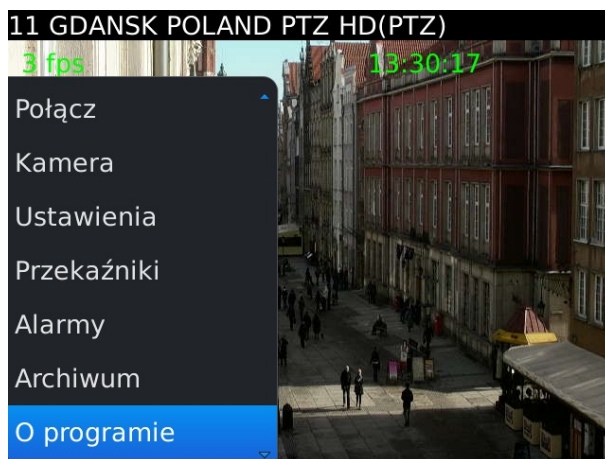 11 GDANSK POLAND PTZ HD(PTZ)
3 fps 13:30:17
Połącz
Kamera
Ustawienia
Przekaźniki
Alarmy
Archiwum
O programie